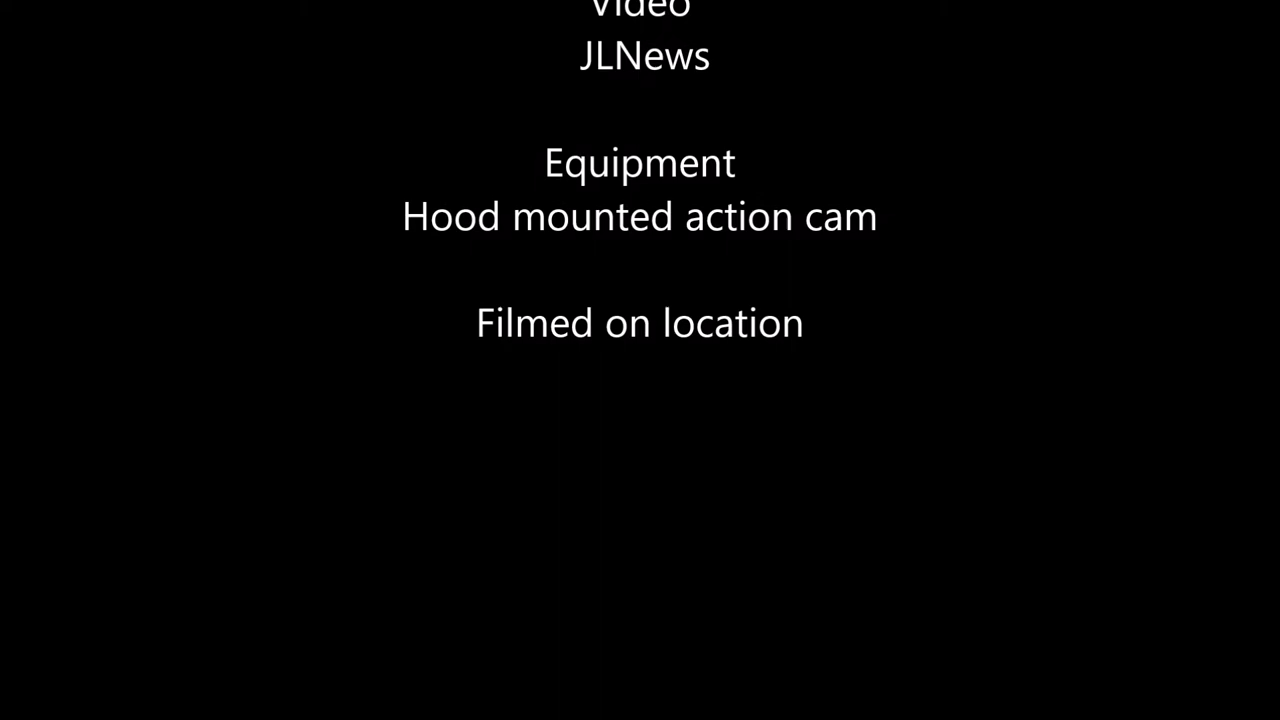 Video
JLNews
Equipment
Hood mounted action cam
Filmed on location